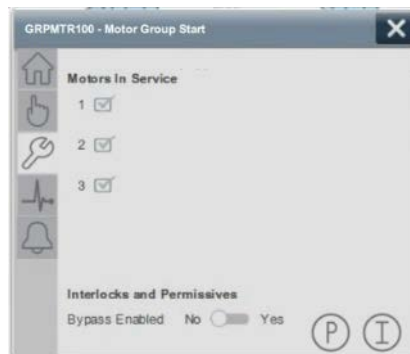 GRPMTR100 - Motor Group Start
Motors In Service
1
2
3
Interlocks and Permissives
Bypass Enabled No Yes
P I